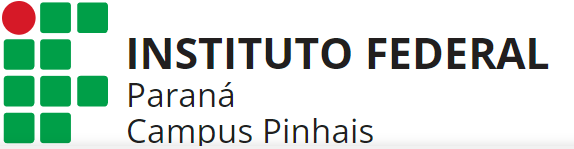 INSTITUTO FEDERAL
Paraná
Campus Pinhais